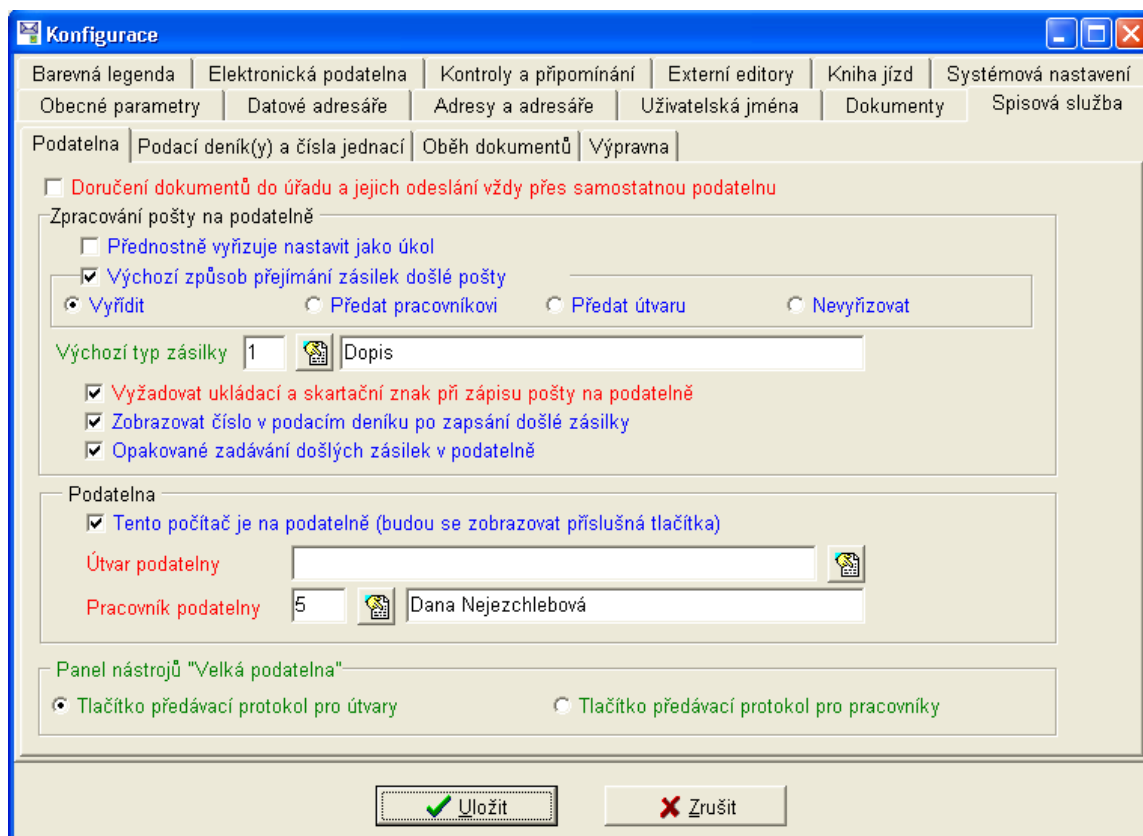 Konfigurace
Barevná legenda Elektronická podatelna Kontroly a připomínání Externí editory Kniha jízd Systémová nastavení
Obecné parametry Datové adresáře Adresy a adresáře Uživatelská jména Dokumenty Spisová služba
Podatelna Podací deník(y) a čísla jednací Oběh dokumentů Výpravna
Doručení dokumentů do úřadu a jejich odeslání vždy přes samostatnou podatelnu
Zpracování pošty na podatelně
Přednostně vyřizuje nastavit jako úkol
Výchozí způsob přejímání zásilek došlé pošty
Vyřídit Předat pracovníkovi Předat útvaru Nevyřizovat
Výchozí typ zásilky 1 Dopis
Vyžadovat ukládací a skartační znak při zápisu pošty na podatelně
Zobrazovat číslo v podacím deníku po zapsání došlé zásilky
Opakované zadávání došlých zásilek v podatelně
Podatelna
Tento počítač je na podatelně (budou se zobrazovat příslušná tlačítka)
Útvar podatelny
Pracovník podatelny 5 Dana Nejezchlebová
Panel nástrojů "Velká podatelna"
Tlačítko předávací protokol pro útvary Tlačítko předávací protokol pro pracovníky
Uložit Zrušit